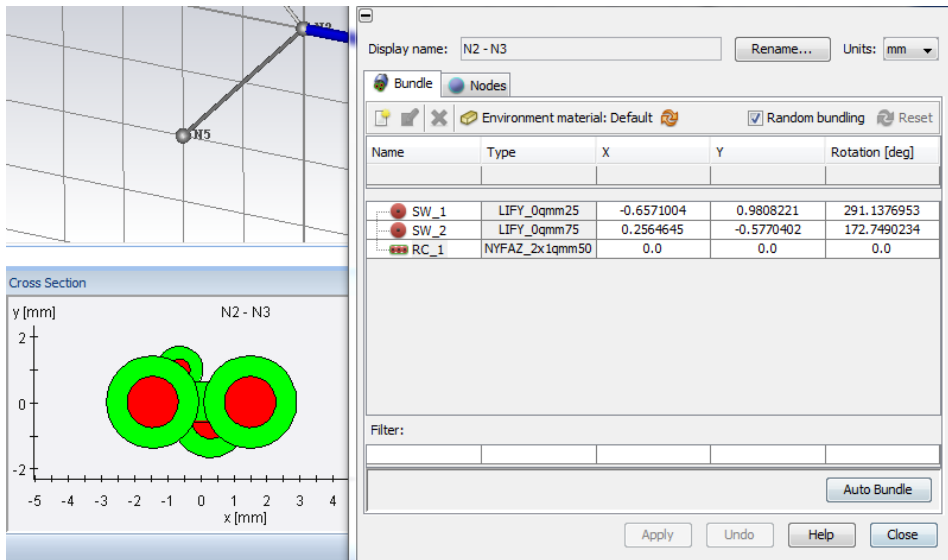 N2
N5
Cross Section
y [mm]
N2 - N3
2
0
-2
-5 -4 -3 -2 -1 0 1 2 3 4
x [mm]
Display name: N2 - N3 Rename... Units: mm
Bundle Nodes
Environment material: Default Random bundling Reset
Name Type X Y Rotation [deg]
SW_1 LIFY_0qmm25 -0.6571004 0.9808221 291.1376953
SW_2 LIFY_0qmm75 0.2564645 -0.5770402 172.7490234
RC_1 NYFAZ_2x1qmm50 0.0 0.0 0.0
Filter:
Auto Bundle
Apply Undo Help Close